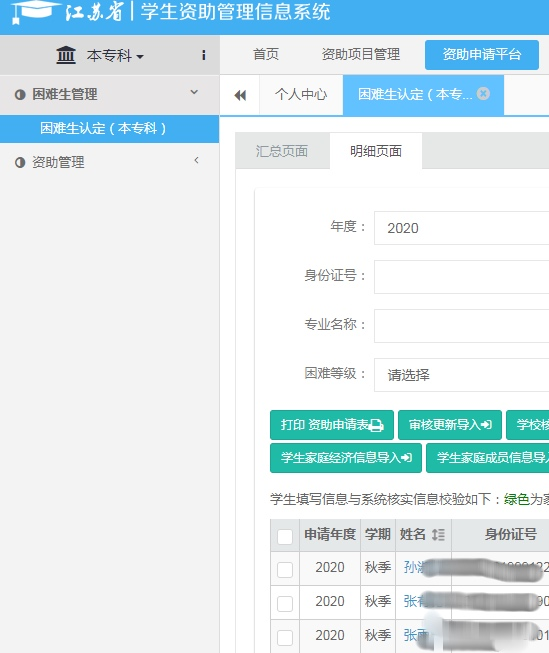 江苏省 | 学生资助管理信息系统
本专科
i
首页
资助项目管理
资助申请平台
困难生管理
个人中心
困难生认定（本专...
困难生认定（本专科）
资助管理
汇总页面
明细页面
年度：
2020
身份证号：
专业名称：
困难等级：
请选择
打印 资助申请表
审核更新导入
学校核
学生家庭经济信息导入
学生家庭成员信息导入
学生填写信息与系统核实信息校验如下：绿色为家
申请年度 学期 姓名 身份证号
2020 秋季 孙
2020 秋季 张
2020 秋季 张